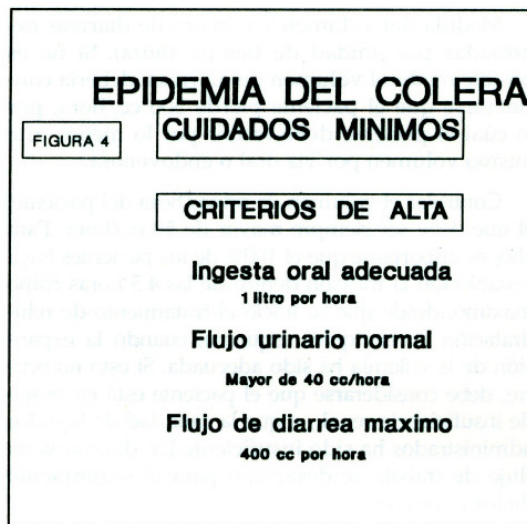 EPIDEMIA DEL COLERA
FIGURA 4
CUIDADOS MINIMOS
CRITERIOS DE ALTA
Ingesta oral adecuada
1 litro por hora
Flujo urinario normal
Mayor de 40 cc/hora
Flujo de diarrea maximo
400 cc por hora